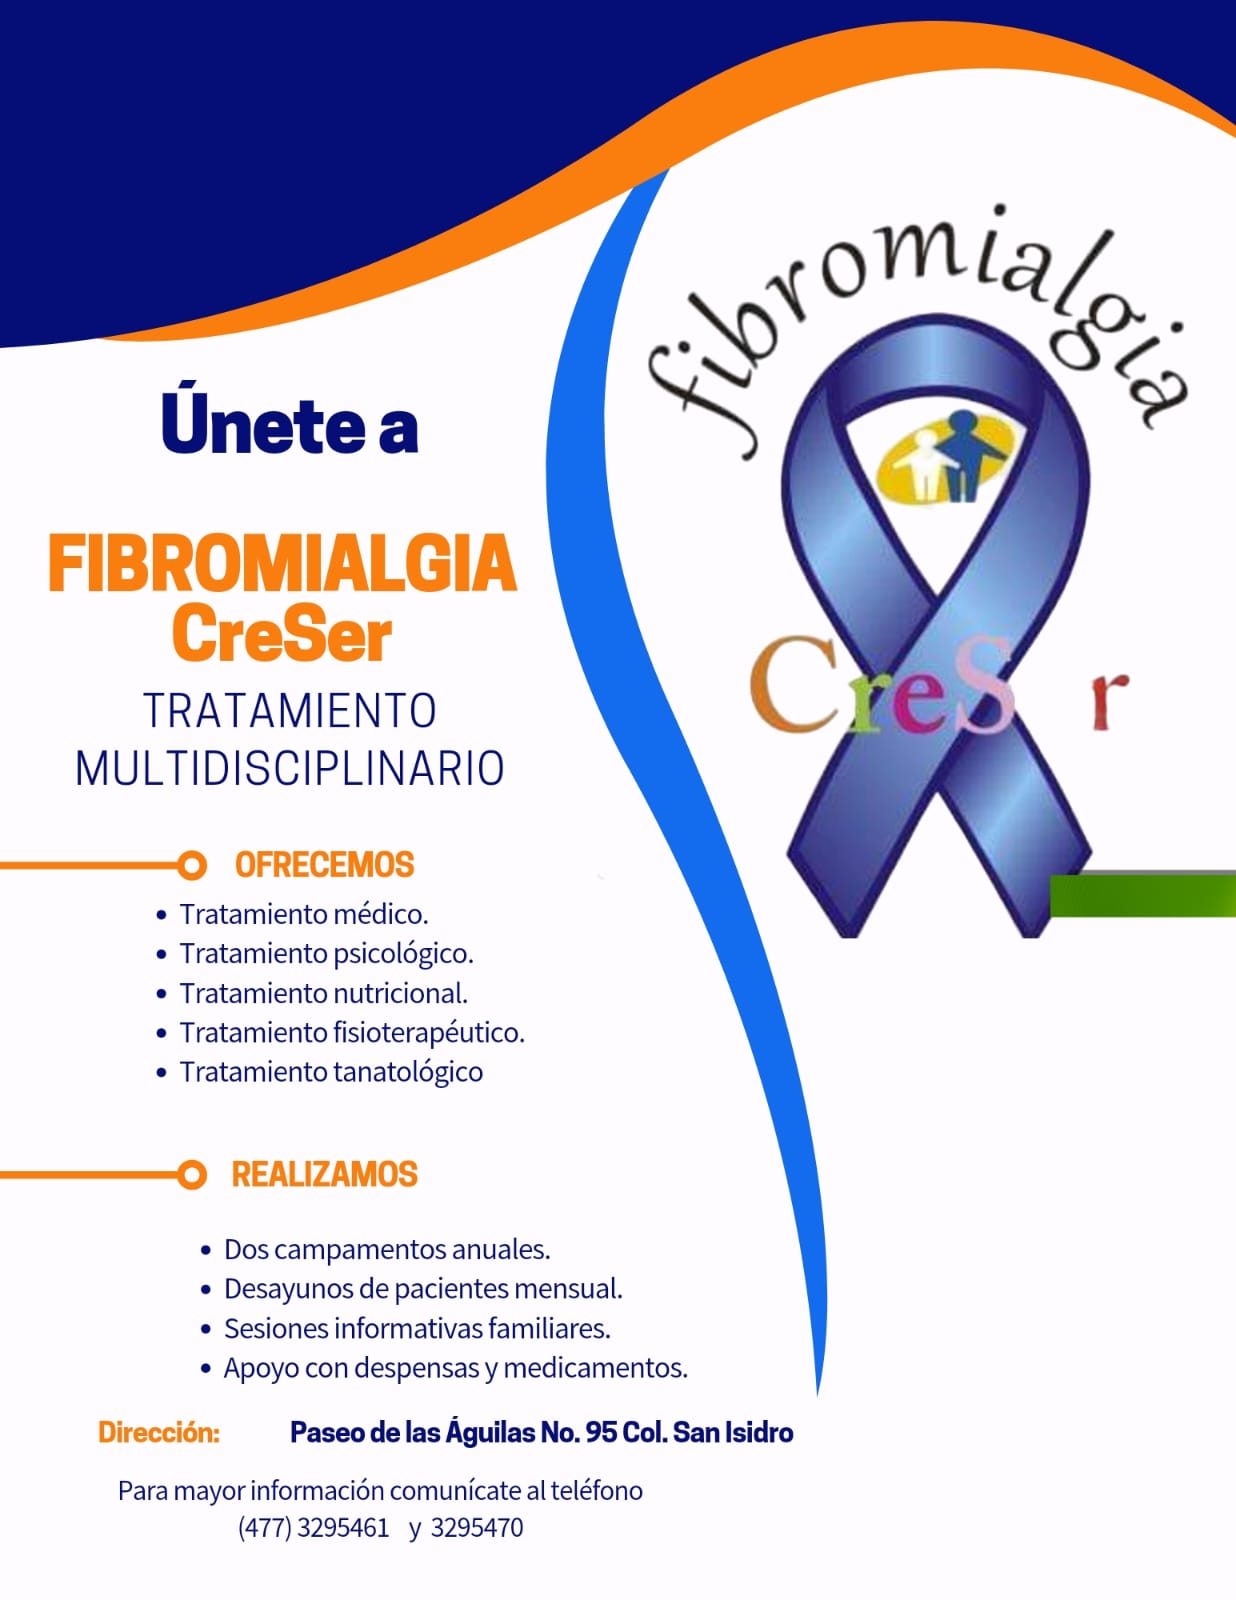 fibromialgia
Únete a
FIBROMIALGIA
CreSer
CreS r
TRATAMIENTO
MULTIDISCIPLINARIO
OFRECEMOS
• Tratamiento médico.
• Tratamiento psicológico.
• Tratamiento nutricional.
• Tratamiento fisioterapéutico.
• Tratamiento tanatológico
REALIZAMOS
• Dos campamentos anuales.
• Desayunos de pacientes mensual.
• Sesiones informativas familiares.
• Apoyo con despensas y medicamentos.
Dirección: Paseo de las Águilas No. 95 Col. San Isidro
Para mayor información comunícate al teléfono
(477) 3295461 y 3295470